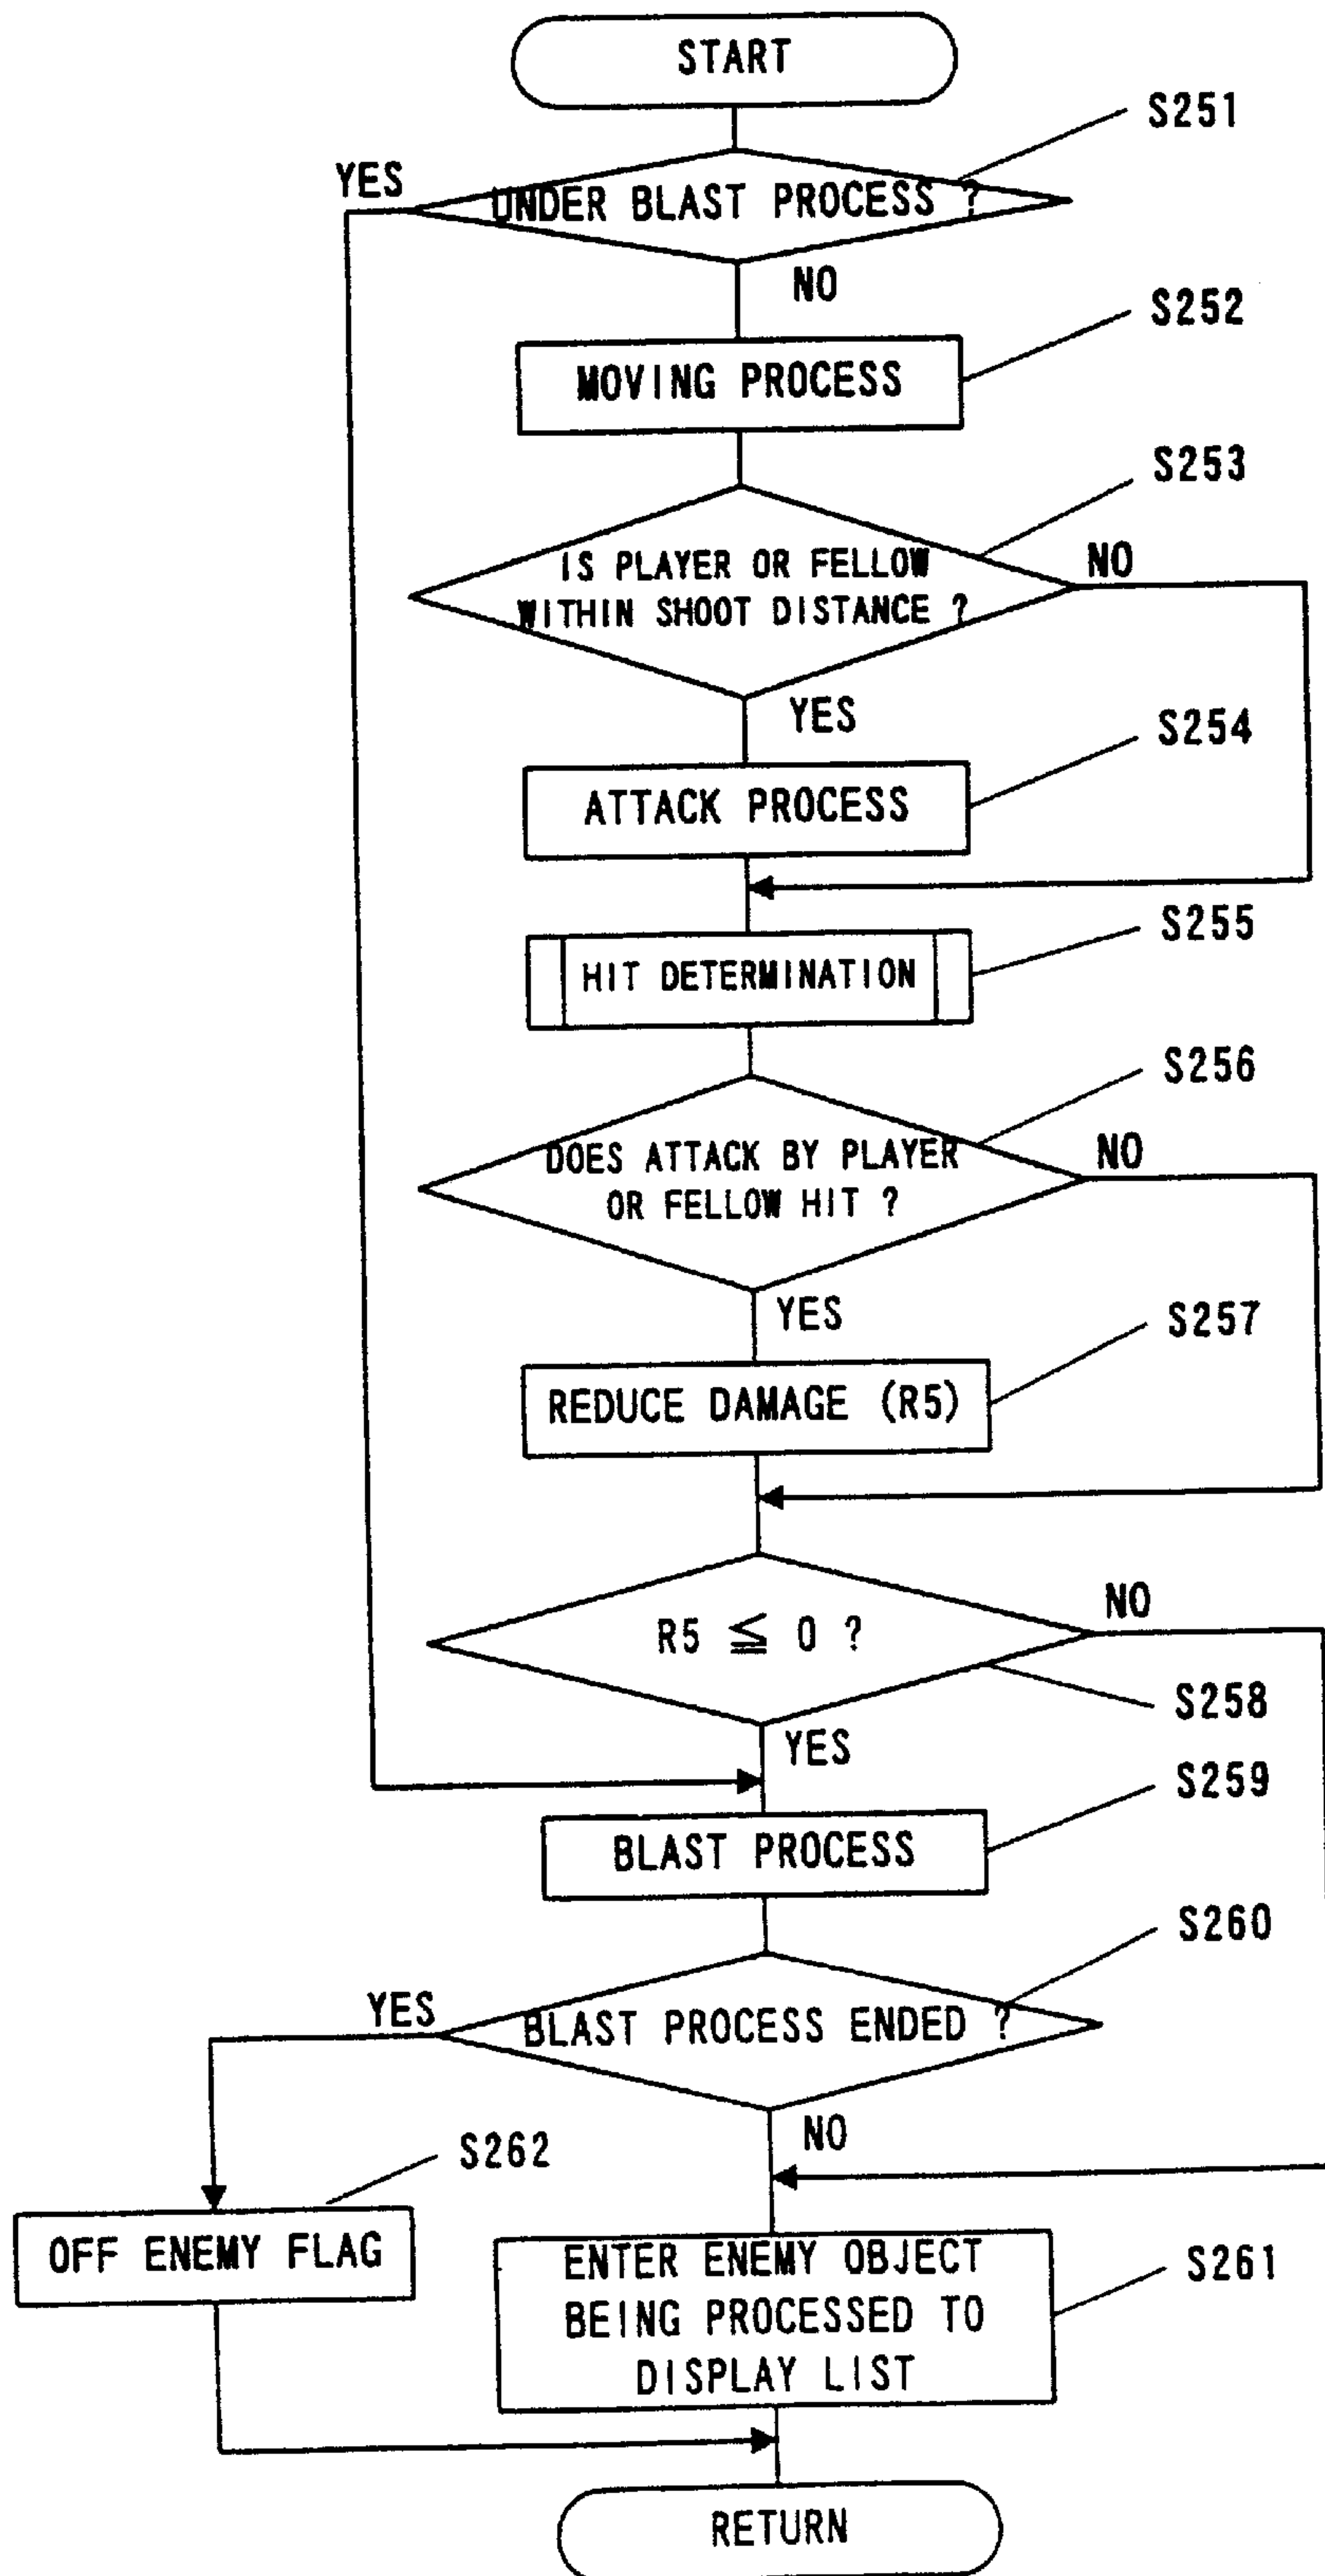 START
S251
YES
UNDER BLAST PROCESS ?
NO
S252
MOVING PROCESS
S253
IS PLAYER OR FELLOW
WITHIN SHOOT DISTANCE ?
NO
YES
S254
ATTACK PROCESS
S255
HIT DETERMINATION
S256
DOES ATTACK BY PLAYER
OR FELLOW HIT ?
NO
YES
S257
REDUCE DAMAGE (R5)
R5 ≦ 0 ?
NO
S258
YES
S259
BLAST PROCESS
S260
YES
BLAST PROCESS ENDED ?
NO
S262
OFF ENEMY FLAG
ENTER ENEMY OBJECT
BEING PROCESSED TO
DISPLAY LIST
S261
RETURN